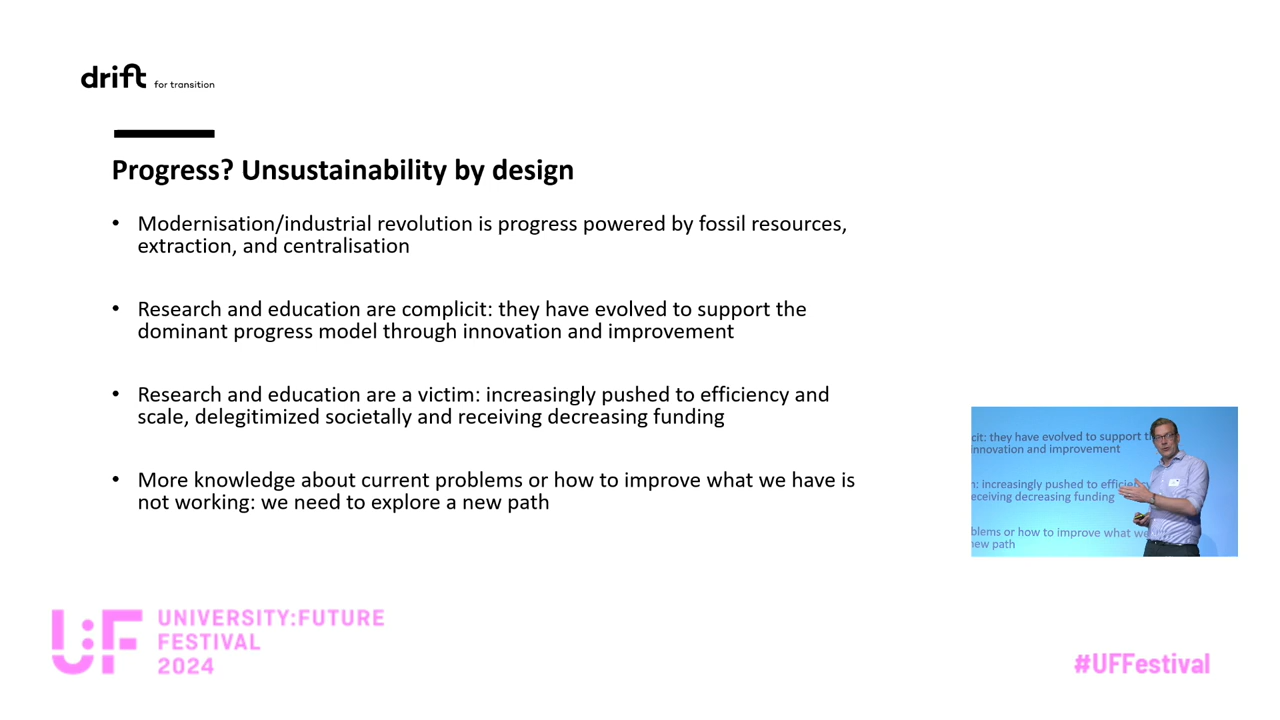 drift for transition
Progress? Unsustainability by design
• Modernisation/industrial revolution is progress powered by fossil resources,
extraction, and centralisation
• Research and education are complicit: they have evolved to support the
dominant progress model through innovation and improvement
• Research and education are a victim: increasingly pushed to efficiency and
scale, delegitimized societally and receiving decreasing funding
• More knowledge about current problems or how to improve what we have is
not working: we need to explore a new path
cit: they have evolved to support t
innovation and improvement
n: increasingly pushed to efficiency
receiving decreasing funding
blems or how to improve what we
new path
U:F UNIVERSITY:FUTURE
FESTIVAL
2024
#UFFestival